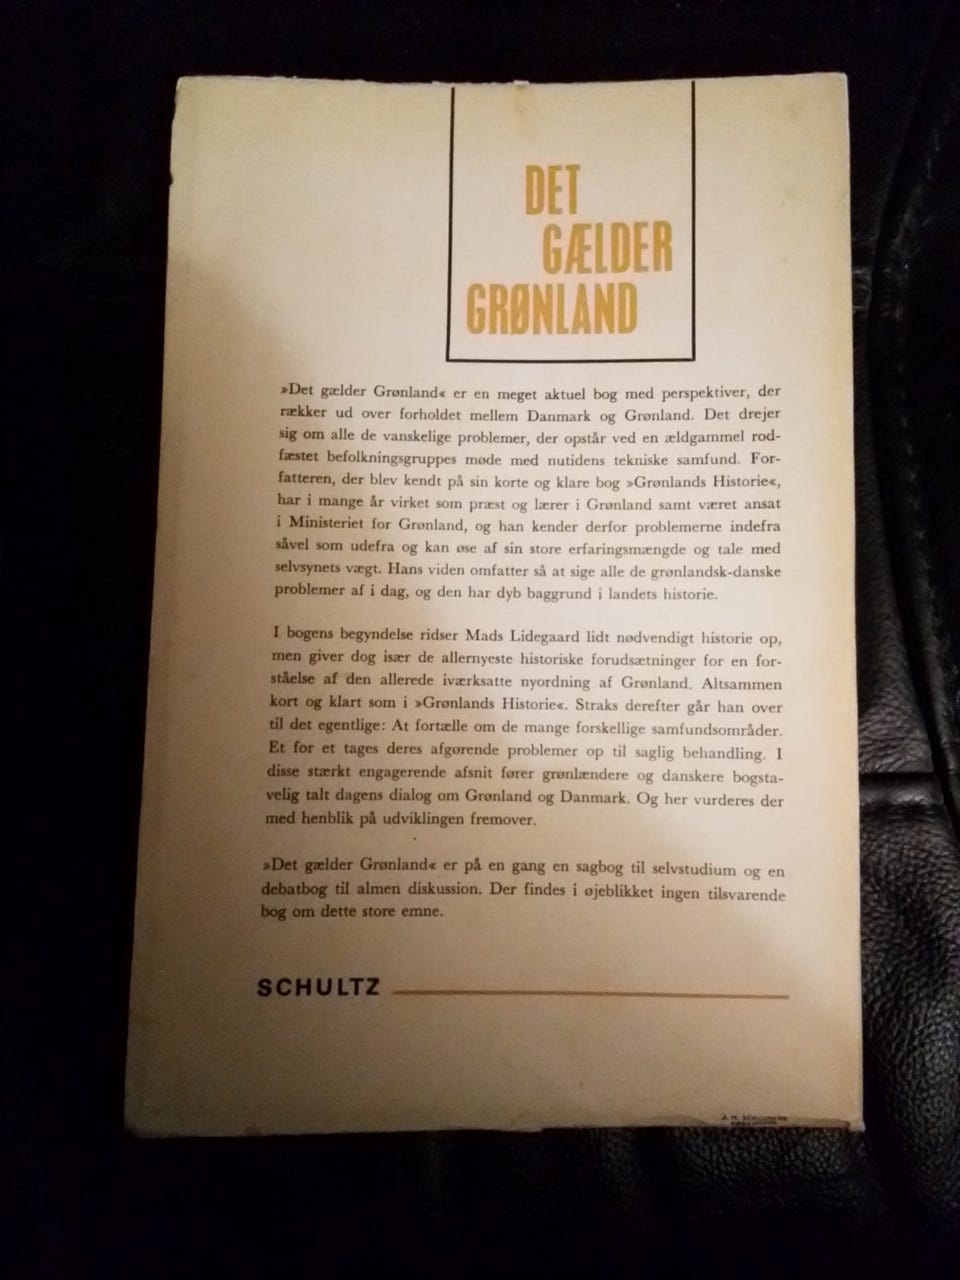 DET
GÆLDER
GRØNLAND
»Det gælder Grønland« er en meget aktuel bog med perspektiver, der
rækker ud over forholdet mellem Danmark og Grønland. Det drejer
sig om alle de vanskelige problemer, der opstår ved en ældgammel rod-
fæstet befolkningsgruppes møde med nutidens tekniske samfund. For-
fatteren, der blev kendt på sin korte og klare bog »Grønlands Historie«,
har i mange år virket som præst og lærer i Grønland samt været ansat
i Ministeriet for Grønland, og han kender derfor problemerne indefra
såvel som udefra og kan øse af sin store erfaringsmængde og tale med
selvsynets vægt. Hans viden omfatter så at sige alle de grønlandsk-danske
problemer af i dag, og den har dyb baggrund i landets historie.
I bogens begyndelse ridser Mads Lidegaard lidt nødvendigt historie op,
men giver dog især de allernyeste historiske forudsætninger for en for-
ståelse af den allerede iværksatte nyordning af Grønland. Altsammen
kort og klart som i »Grønlands Historie«. Straks derefter går han over
til det egentlige: At fortælle om de mange forskellige samfundsområder.
Et for et tages deres afgørende problemer op til saglig behandling. I
disse stærkt engagerende afsnit fører grønlændere og danskere bogsta-
velig talt dagens dialog om Grønland og Danmark. Og her vurderes der
med henblik på udviklingen fremover.
»Det gælder Grønland« er på en gang en sagbog til selvstudium og en
debatbog til almen diskussion. Der findes i øjeblikket ingen tilsvarende
bog om dette store emne.
SCHULTZ
J. H.